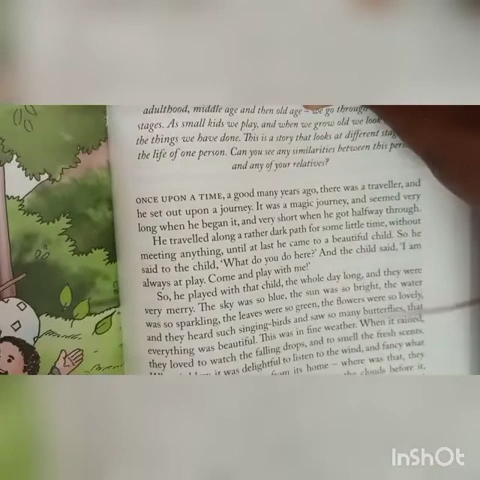 adulthood, middle age and then old age – we go through
stages. As small kids we play, and when we grow old we look
the things we have done. This is a story that looks at different
the life of one person. Can you see any similarities between this
and any of your relatives?
ONCE UPON A TIME, a good many years ago, there was a traveller, and
he set out upon a journey. It was a magic journey, and seemed very
long when he began it, and very short when he got halfway through.
He travelled along a rather dark path for some little time, without
meeting anything, until at last he came to a beautiful child. So he
said to the child, 'What do you do here?' And the child said, 'I am
always at play. Come and play with me!'
So, he played with that child, the whole day long, and they were
very merry. The sky was so blue, the sun was so bright, the water
was so sparkling, the leaves were so green, the flowers were so lovely,
and they heard such singing-birds and saw so many butterflies, that
everything was beautiful. This was in fine weather. When it rained,
they loved to watch the falling drops, and to smell the fresh scents.
it was delightful to listen to the wind, and fancy what
from its home – where was that, they
the clouds before it,
InShOt